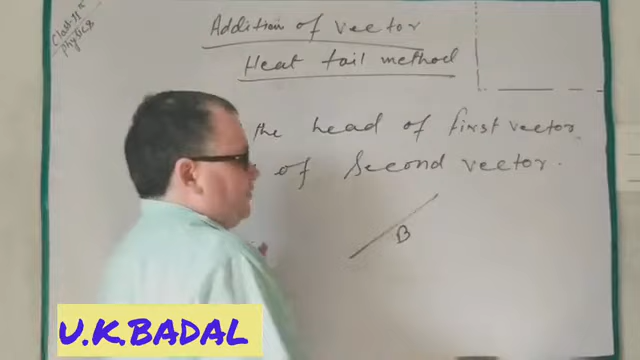 Class-11th
Physics
Addition of vector
Heat tail method
the head of first vector
of second vector.
B
U.K.BADAL